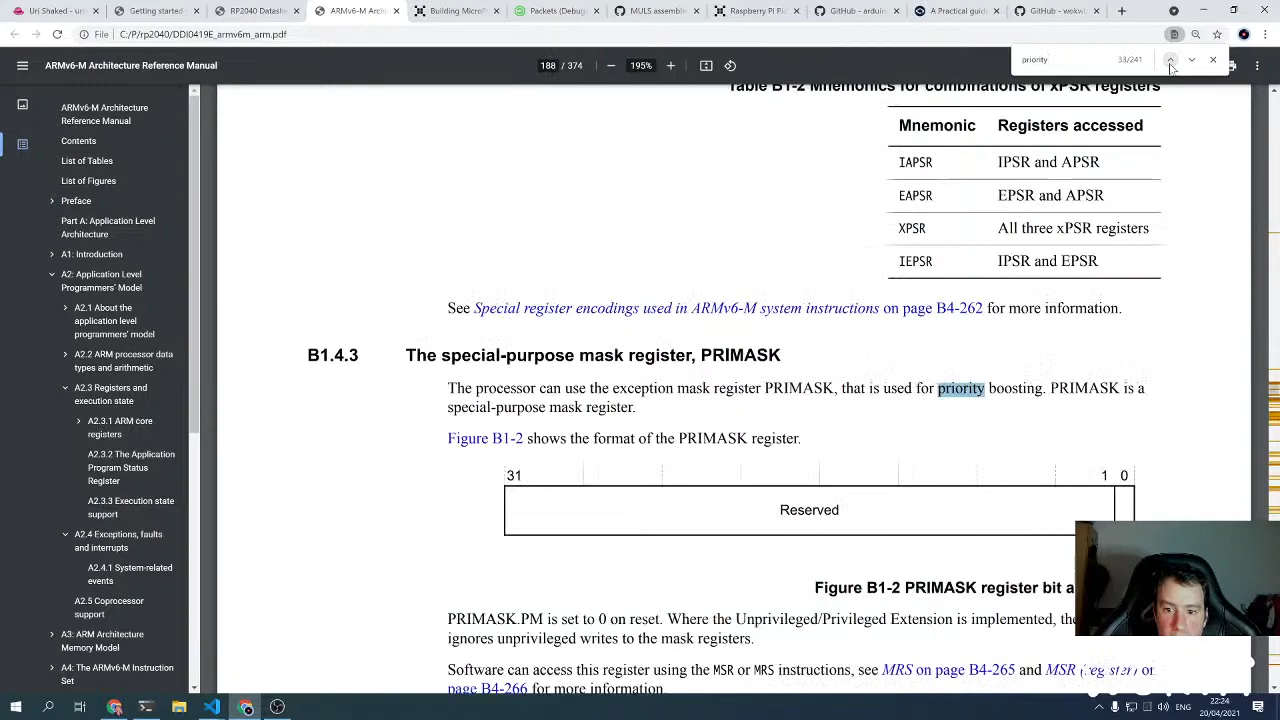 Uri Shaked -
Getting started
RP2040 Datashe
ARMv6-M Archit
Building MicroP
Packets (Debug
MULS assemble
Raspberry Pi Pi
GitHub - arduin
A Practical guid
GitHub - wokwi
File
C:/P/rp2040/DDI0419E_armv6m_arm.pdf
ARMv6-M Architecture Reference Manual
188 / 374
195%
priority
33/241
ARMv6-M Architecture
Reference Manual
Contents
List of Tables
List of Figures
Preface
Part A: Application Level
Architecture
A1: Introduction
A2: Application Level
Programmers' Model
A2.1 About the
application level
programmers' model
A2.2 ARM processor data
types and arithmetic
A2.3 Registers and
execution state
A2.3.1 ARM core
registers
A2.3.2 The Application
Program Status
Register
A2.3.3 Execution state
support
A2.4 Exceptions, faults
and interrupts
A2.4.1 System-related
events
A2.5 Coprocessor
support
A3: ARM Architecture
Memory Model
A4: The ARMv6-M Instruction
Set
Table B1-2 Mnemonics for combinations of xPSR registers
Mnemonic Registers accessed
IAPSR IPSR and APSR
EAPSR EPSR and APSR
XPSR All three xPSR registers
IEPSR IPSR and EPSR
See Special register encodings used in ARMv6-M system instructions on page B4-262 for more information.
B1.4.3 The special-purpose mask register, PRIMASK
The processor can use the exception mask register PRIMASK, that is used for priority boosting. PRIMASK is a
special-purpose mask register.
Figure B1-2 shows the format of the PRIMASK register.
31 1 0
Reserved
Figure B1-2 PRIMASK register bit a
PRIMASK.PM is set to 0 on reset. Where the Unprivileged/Privileged Extension is implemented, the
ignores unprivileged writes to the mask registers.
Software can access this register using the MSR or MRS instructions, see MRS on page B4-265 and MSR (register) on
page B4-266 for more information
ENG
22:24
20/04/2021